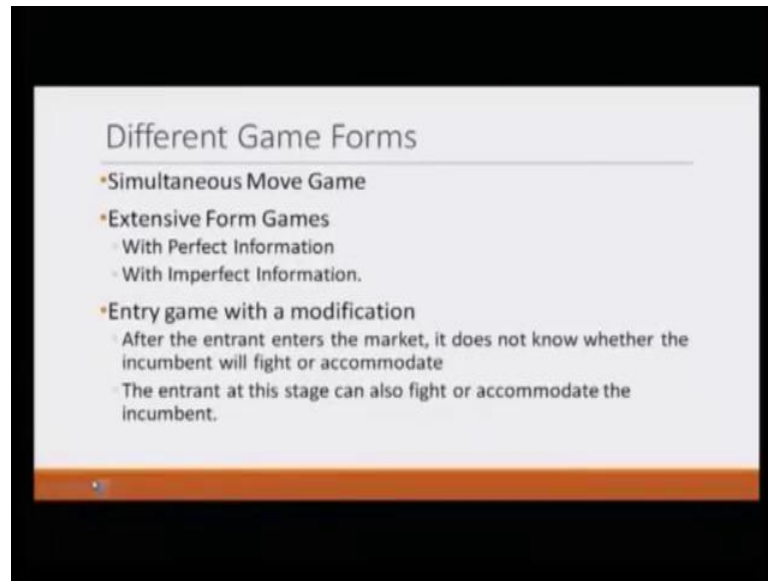 Different Game Forms
•Simultaneous Move Game
•Extensive Form Games
With Perfect Information
With Imperfect Information.
•Entry game with a modification
After the entrant enters the market, it does not know whether the
incumbent will fight or accommodate
The entrant at this stage can also fight or accommodate the
incumbent.